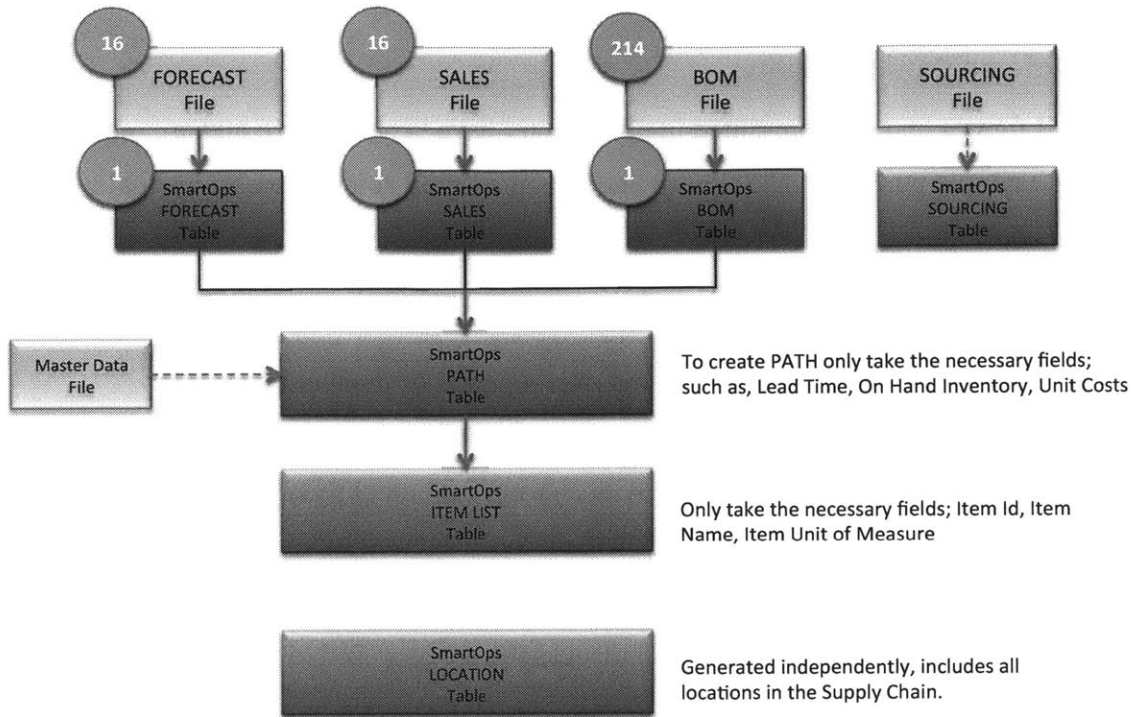 16
FORECAST
File
16
SALES
File
214
BOM
File
SOURCING
File
1
SmartOps
FORECAST
Table
1
SmartOps
SALES
Table
1
SmartOps
BOM
Table
SmartOps
SOURCING
Table
Master Data
File
SmartOps
PATH
Table
To create PATH only take the necessary fields;
such as, Lead Time, On Hand Inventory, Unit Costs
SmartOps
ITEM LIST
Table
Only take the necessary fields; Item Id, Item
Name, Item Unit of Measure
SmartOps
LOCATION
Table
Generated independently, includes all
locations in the Supply Chain.